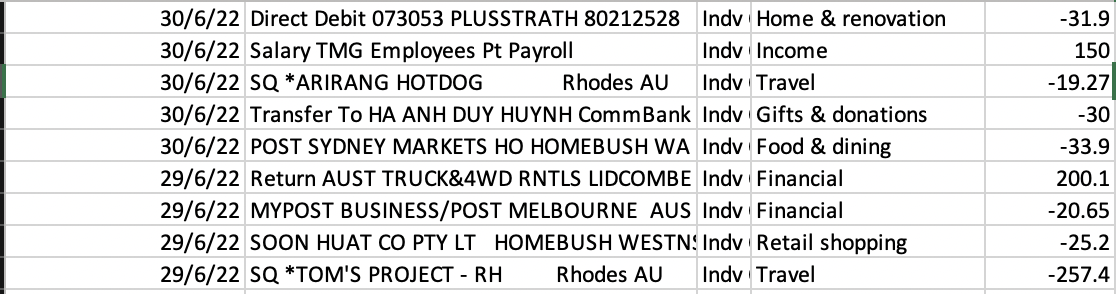 30/6/22 Direct Debit 073053 PLUSSTRATH 80212528 Indv Home & renovation -31.9
30/6/22 Salary TMG Employees Pt Payroll Indv Income 150
30/6/22 SQ *ARIRANG HOTDOG Rhodes AU Indv Travel -19.27
30/6/22 Transfer To HA ANH DUY HUYNH CommBank Indv Gifts & donations -30
30/6/22 POST SYDNEY MARKETS HO HOMEBUSH WA Indv Food & dining -33.9
29/6/22 Return AUST TRUCK&4WD RNTLS LIDCOMBE Indv Financial 200.1
29/6/22 MYPOST BUSINESS/POST MELBOURNE AUS Indv Financial -20.65
29/6/22 SOON HUAT CO PTY LT HOMEBUSH WESTNS Indv Retail shopping -25.2
29/6/22 SQ *TOM'S PROJECT - RH Rhodes AU Indv Travel -257.4